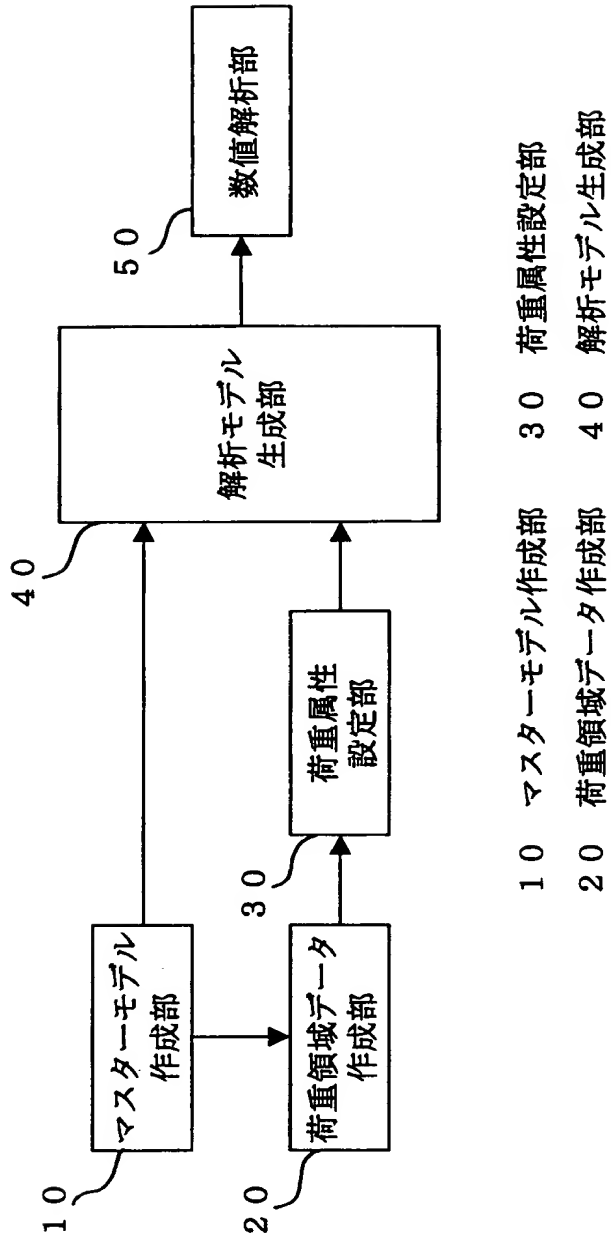 １０
マスターモデル
作成部
２０
荷重領域データ
作成部
３０
荷重属性
設定部
４０
解析モデル
生成部
５０
数値解析部
１０　マスターモデル作成部　３０　荷重属性設定部
２０　荷重領域データ作成部　４０　解析モデル生成部